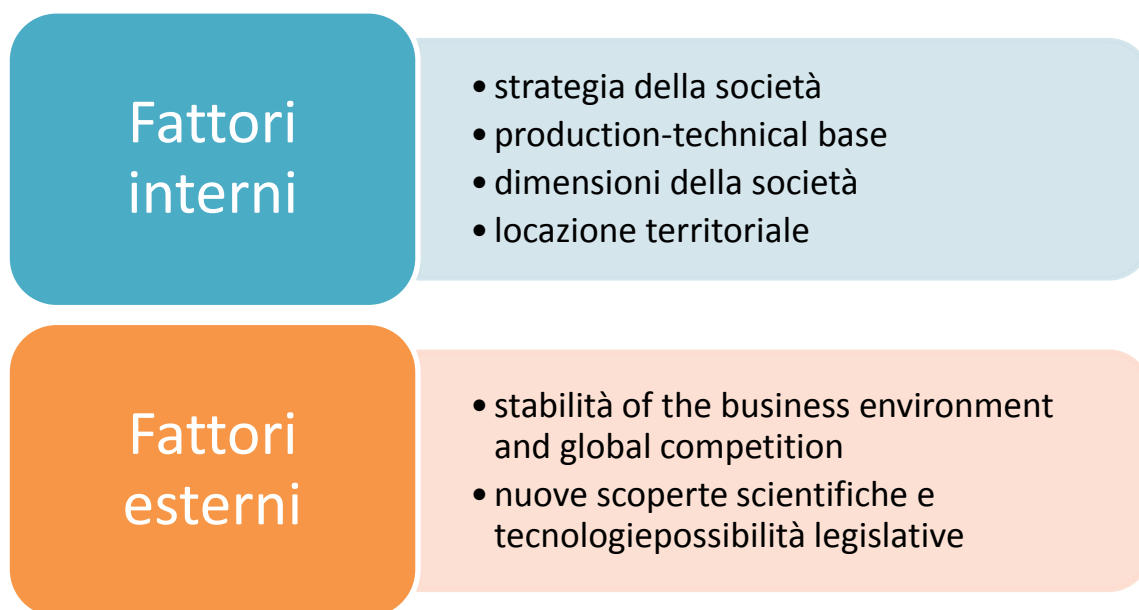 Fattori
interni
• strategia della società
• production-technical base
• dimensioni della società
• locazione territoriale
Fattori
esterni
• stabilità of the business environment
and global competition
• nuove scoperte scientifiche e
tecnologiepossibilità legislative